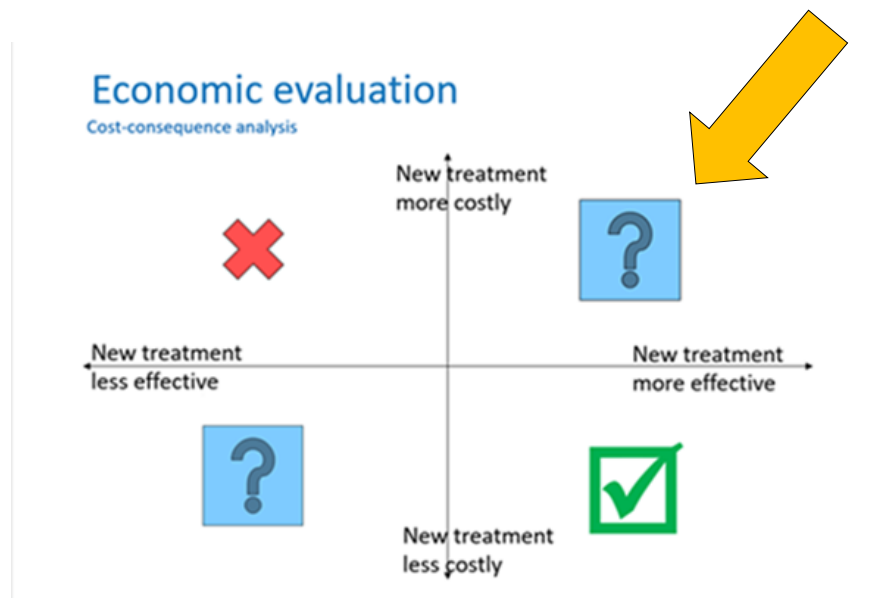 Economic evaluation
Cost-consequence analysis
New treatment
more costly
?
New treatment
less effective
New treatment
more effective
?
New treatment
less costly